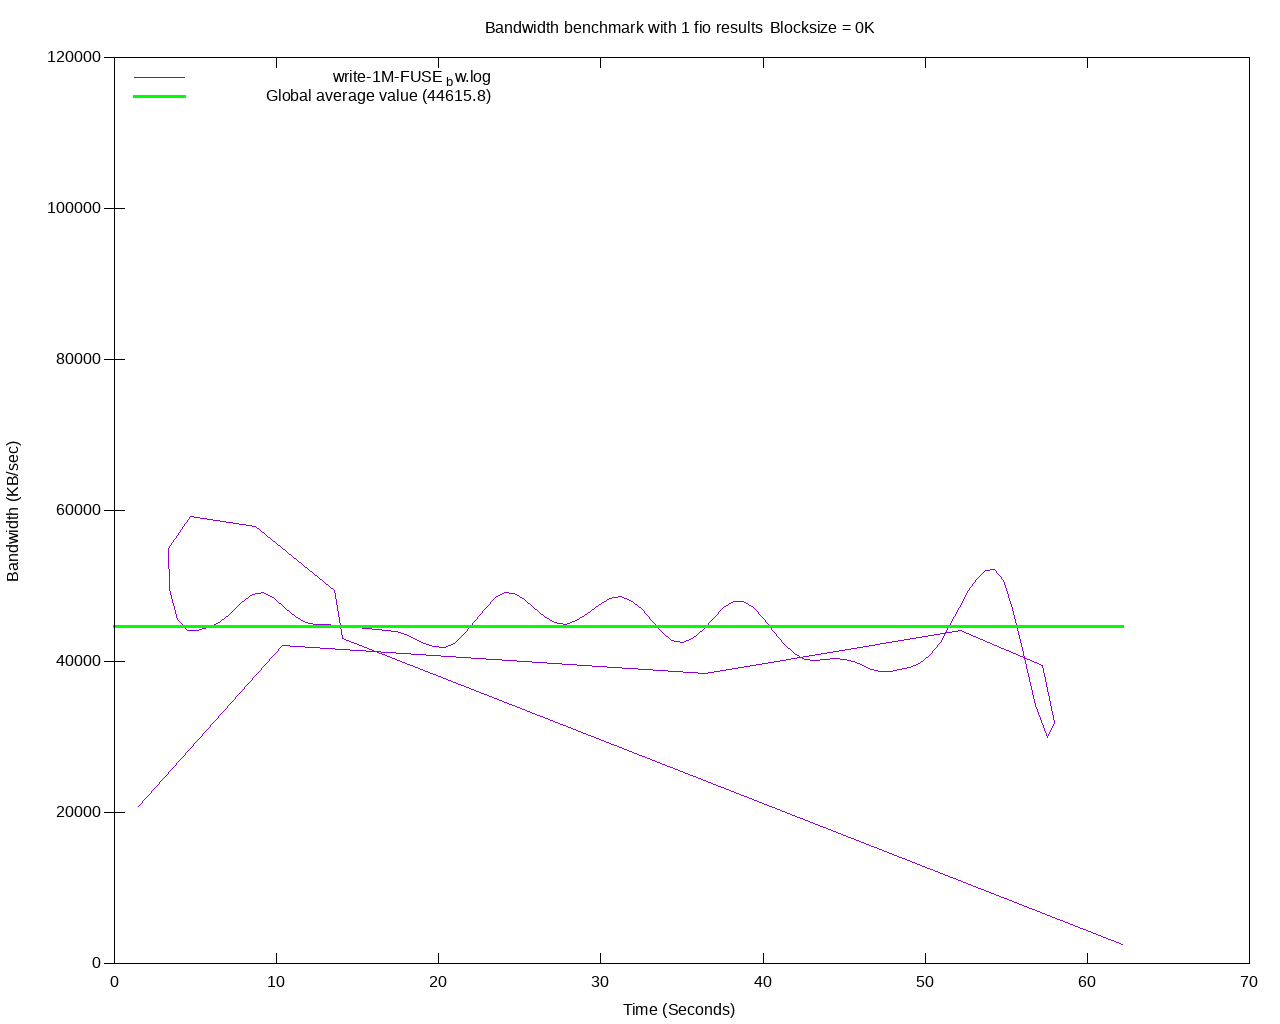 Bandwidth benchmark with 1 fio results Blocksize = 0K
120000
write-1M-FUSE b w.log
Global average value (44615.8)
100000
80000
60000
40000
20000
0
Bandwidth (KB/sec)
0 10 20 30 40 50 60 70
Time (Seconds)